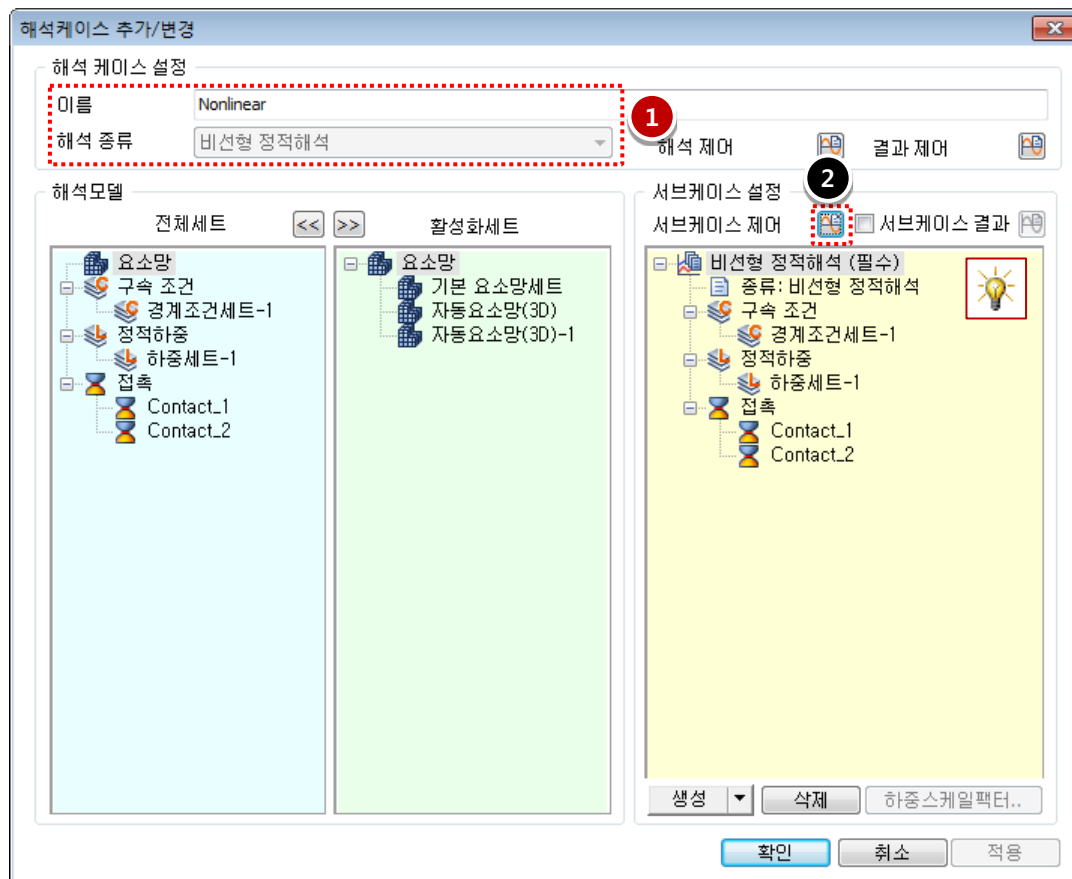 해석케이스 추가/변경
해석 케이스 설정
이름 Nonlinear
해석 종류 비선형 정적해석
1
해석 제어 결과 제어
2
해석모델
전체세트 << >> 활성화세트
요소망
구속 조건
경계조건세트-1
정적하중
하중세트-1
접촉
Contact_1
Contact_2
요소망
기본 요소망세트
자동요소망(3D)
자동요소망(3D)-1
서브케이스 설정
서브케이스 제어 서브케이스 결과
비선형 정적해석 (필수)
종류: 비선형 정적해석
구속 조건
경계조건세트-1
정적하중
하중세트-1
접촉
Contact_1
Contact_2
생성 삭제 하중스케일팩터..
확인 취소 적용